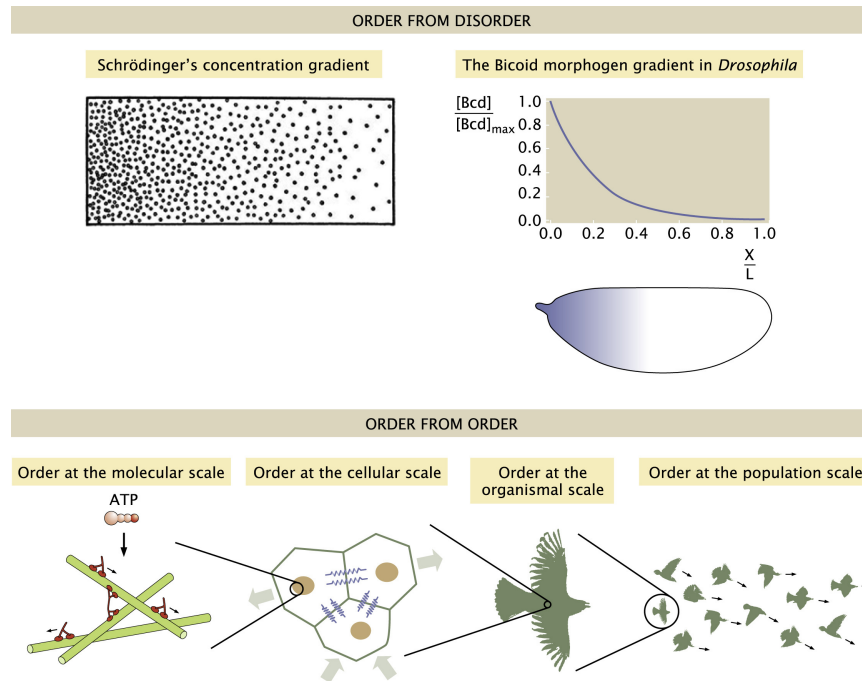 ORDER FROM DISORDER
Schrödinger's concentration gradient
The Bicoid morphogen gradient in Drosophila
[Bcd]
[Bcd]max
1.0
0.8
0.6
0.4
0.2
0.0
0.0 0.2 0.4 0.6 0.8 1.0
X
L
ORDER FROM ORDER
Order at the molecular scale
Order at the cellular scale
Order at the
organismal scale
Order at the population scale
ATP